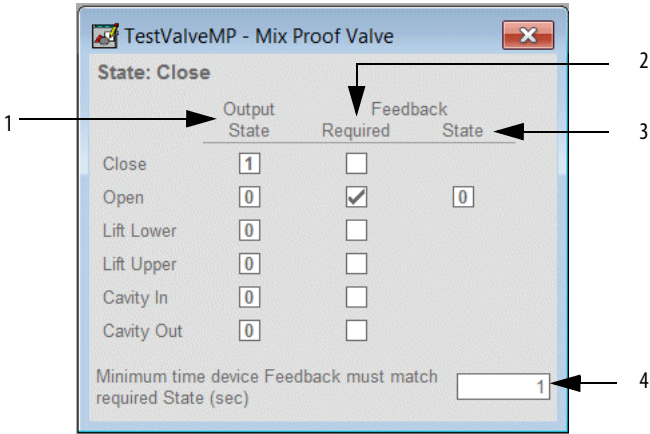 TestValveMP - Mix Proof Valve
State: Close
2
Output Feedback
1 State Required State 3
Close 1
Open 0 0
Lift Lower 0
Lift Upper 0
Cavity In 0
Cavity Out 0
Minimum time device Feedback must match
required State (sec) 1 4